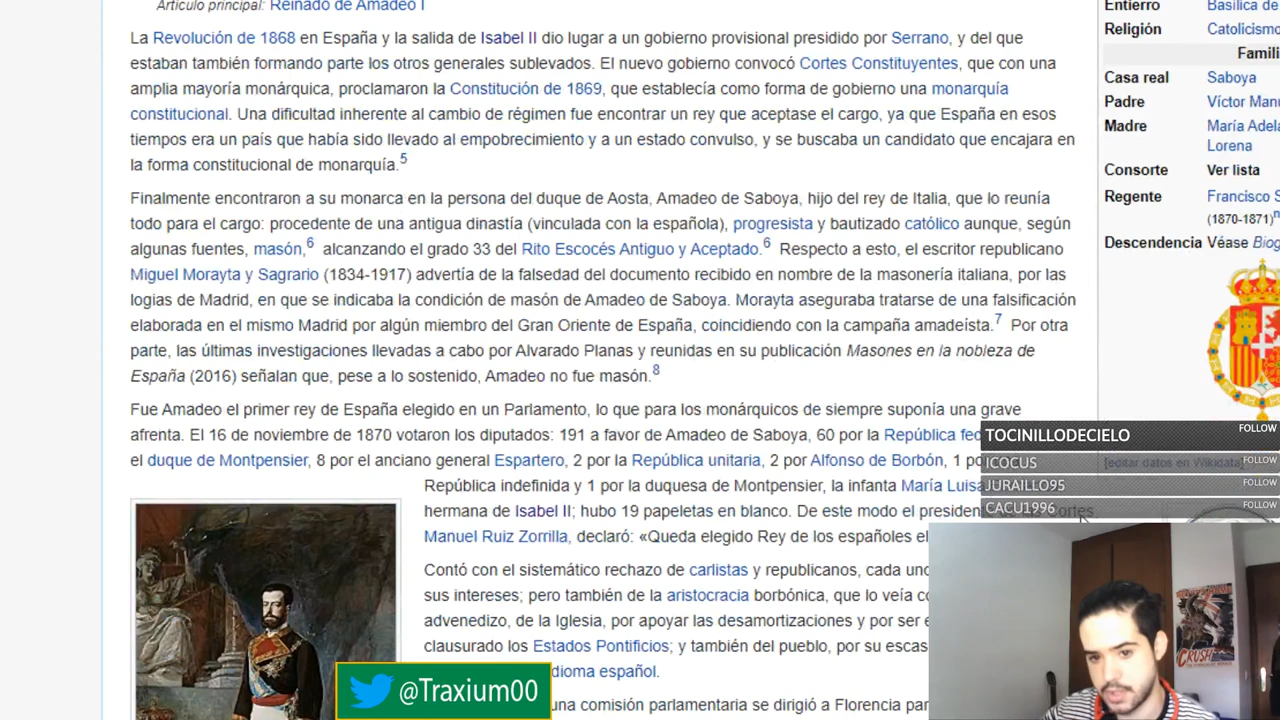 Artículo principal: Reinado de Amadeo I
La Revolución de 1868 en España y la salida de Isabel II dio lugar a un gobierno provisional presidido por Serrano, y del que
estaban también formando parte los otros generales sublevados. El nuevo gobierno convocó Cortes Constituyentes, que con una
amplia mayoría monárquica, proclamaron la Constitución de 1869, que establecía como forma de gobierno una monarquía
constitucional. Una dificultad inherente al cambio de régimen fue encontrar un rey que aceptase el cargo, ya que España en esos
tiempos era un país que había sido llevado al empobrecimiento y a un estado convulso, y se buscaba un candidato que encajara en
la forma constitucional de monarquía.5
Finalmente encontraron a su monarca en la persona del duque de Aosta, Amadeo de Saboya, hijo del rey de Italia, que lo reunía
todo para el cargo: procedente de una antigua dinastía (vinculada con la española), progresista y bautizado católico aunque, según
algunas fuentes, masón,6 alcanzando el grado 33 del Rito Escocés Antiguo y Aceptado.6 Respecto a esto, el escritor republicano
Miguel Morayta y Sagrario (1834-1917) advertía de la falsedad del documento recibido en nombre de la masonería italiana, por las
logias de Madrid, en que se indicaba la condición de masón de Amadeo de Saboya. Morayta aseguraba tratarse de una falsificación
elaborada en el mismo Madrid por algún miembro del Gran Oriente de España, coincidiendo con la campaña amadeísta.7 Por otra
parte, las últimas investigaciones llevadas a cabo por Alvarado Planas y reunidas en su publicación Masones en la nobleza de
España (2016) señalan que, pese a lo sostenido, Amadeo no fue masón.8
Fue Amadeo el primer rey de España elegido en un Parlamento, lo que para los monárquicos de siempre suponía una grave
afrenta. El 16 de noviembre de 1870 votaron los diputados: 191 a favor de Amadeo de Saboya, 60 por la República fed
el duque de Montpensier, 8 por el anciano general Espartero, 2 por la República unitaria, 2 por Alfonso de Borbón, 1 po
República indefinida y 1 por la duquesa de Montpensier, la infanta María Luisa
hermana de Isabel II; hubo 19 papeletas en blanco. De este modo el president de las Cortes
Manuel Ruiz Zorrilla, declaró: «Queda elegido Rey de los españoles el
Contó con el sistemático rechazo de carlistas y republicanos, cada uno
sus intereses; pero también de la aristocracia borbónica, que lo veía co
advenedizo, de la Iglesia, por apoyar las desamortizaciones y por ser e
clausurado los Estados Pontificios; y también del pueblo, por su escas
dioma español.
una comisión parlamentaria se dirigió a Florencia par
Entierro Basílica de
Religión Catolicismo
Famili
Casa real Saboya
Padre Víctor Man
Madre María Adela
Lorena
Consorte Ver lista
Regente Francisco S
(1870-1871)
Descendencia Véase Biog
[editar datos en Wikidata]
TOCINILLODECIELO FOLLOW
ICOCUS FOLLOW
JURAILLO95 FOLLOW
CACU1996 FOLLOW
CRUSH
@Traxium00